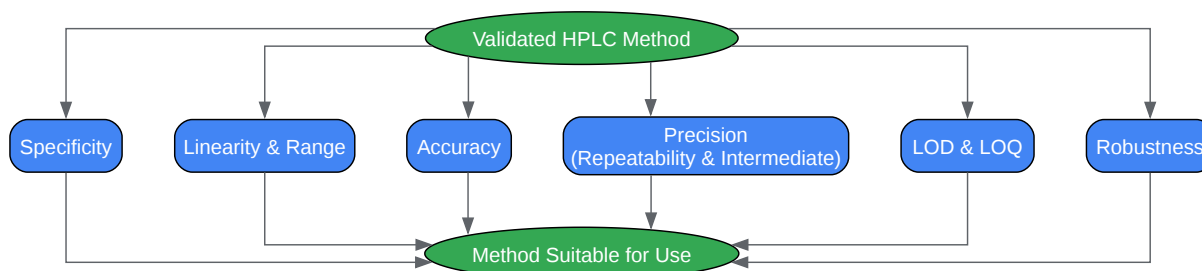 Validated HPLC Method
Specificity
Linearity & Range
Accuracy
Precision
(Repeatability & Intermediate)
LOD & LOQ
Robustness
Method Suitable for Use